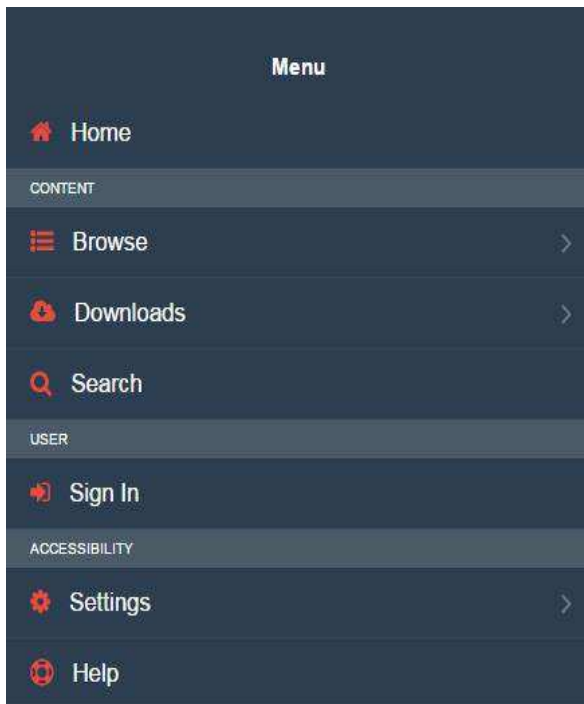 Menu
Home
CONTENT
Browse
Downloads
Search
USER
Sign In
ACCESSIBILITY
Settings
Help